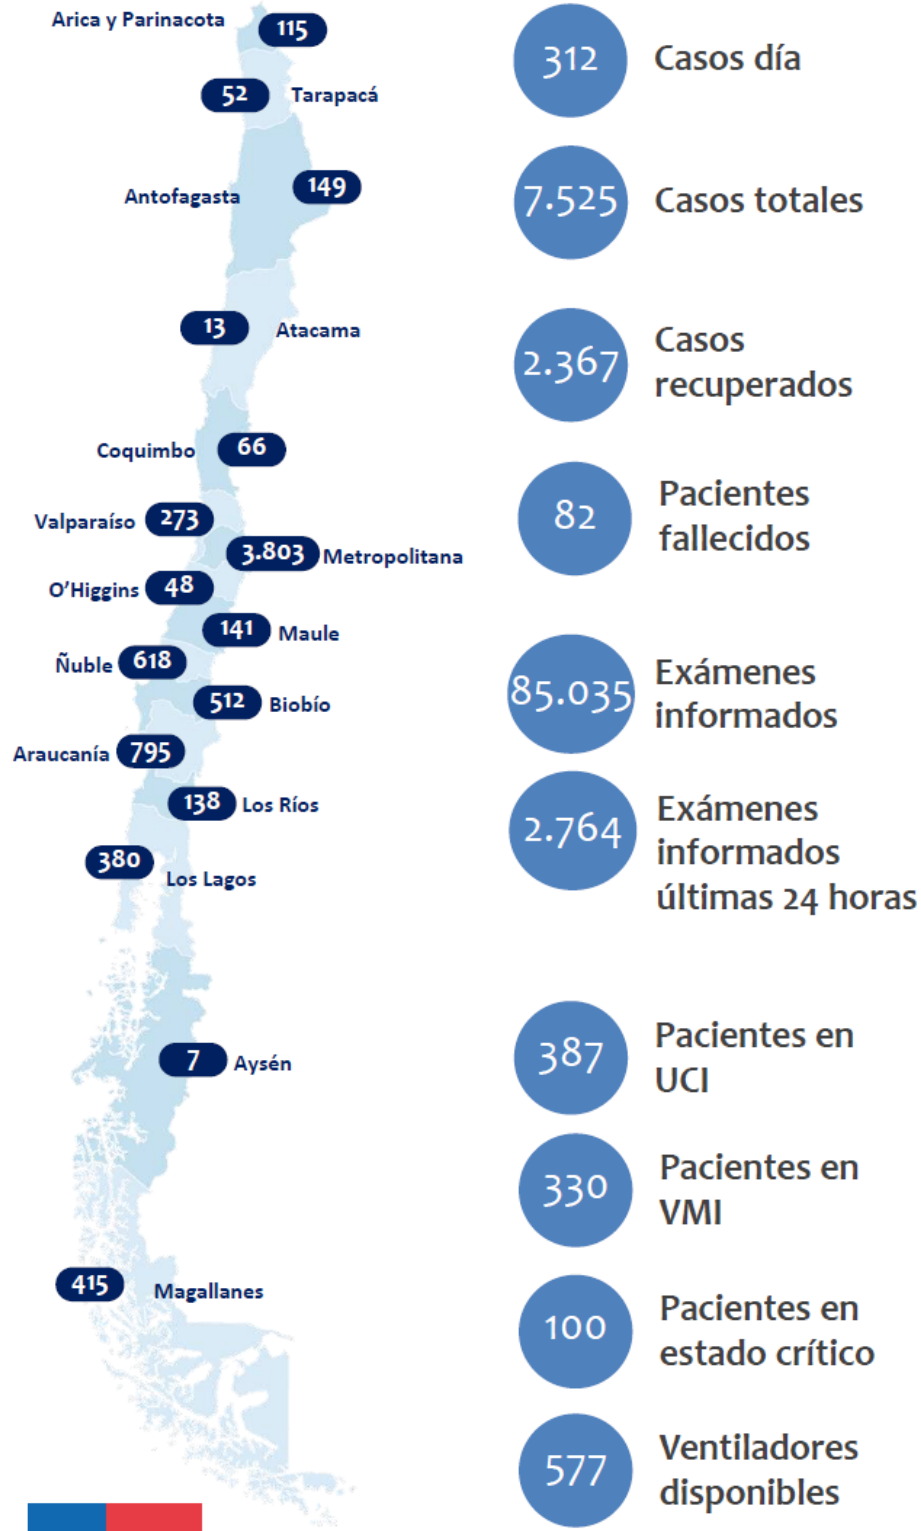 Arica y Parinacota
115
52
Tarapacá
Antofagasta
149
13
Atacama
Coquimbo
66
Valparaíso
273
3.803
Metropolitana
O'Higgins
48
141
Maule
Ñuble
618
512
Biobío
Araucanía
795
138
Los Ríos
380
Los Lagos
7
Aysén
415
Magallanes
312
Casos día
7.525
Casos totales
2.367
Casos
recuperados
82
Pacientes
fallecidos
85.035
Exámenes
informados
2.764
Exámenes
informados
últimas 24 horas
387
Pacientes en
UCI
330
Pacientes en
VMI
100
Pacientes en
estado crítico
577
Ventiladores
disponibles